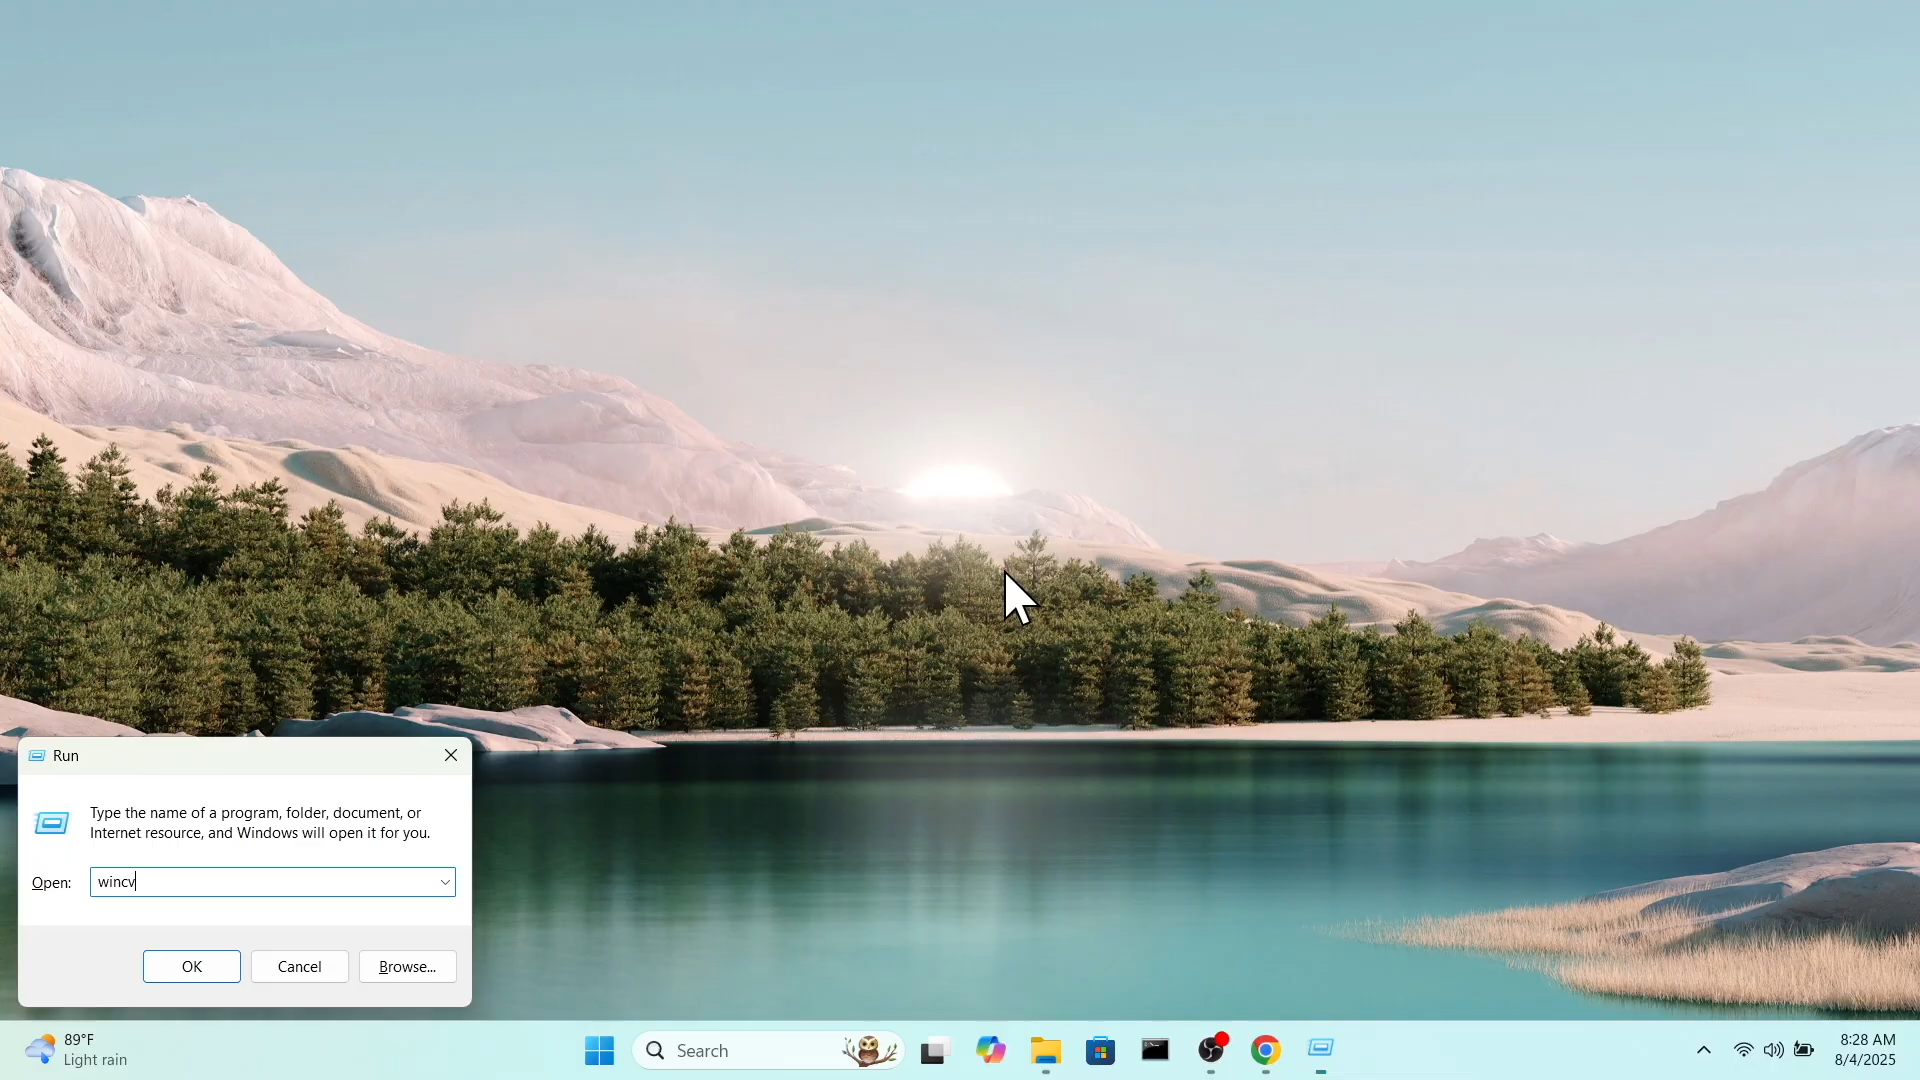 Run
Type the name of a program, folder, document, or
Internet resource, and Windows will open it for you.
Open:
wincv
OK
Cancel
Browse...
89°F
Light rain
Search
8:28 AM
8/4/2025